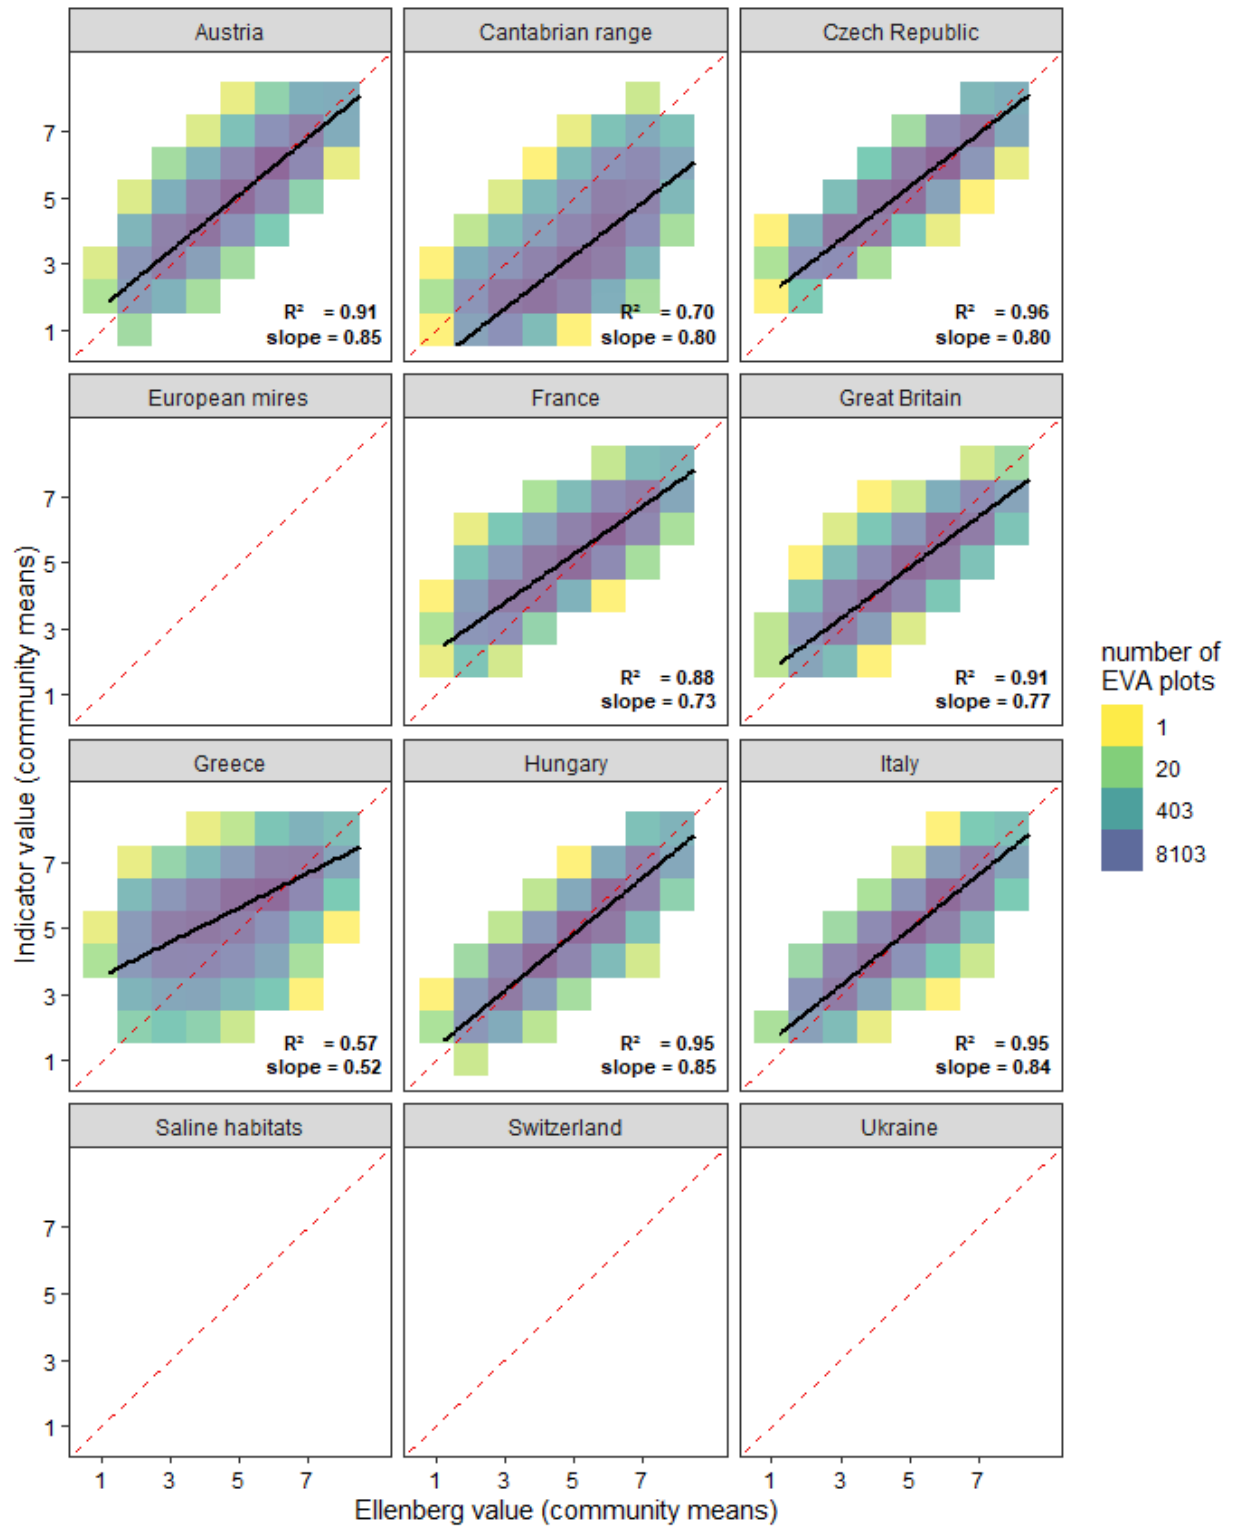 Austria
Cantabrian range
Czech Republic
7
5
3
1
R² = 0.91
slope = 0.85
R² = 0.70
slope = 0.80
R² = 0.96
slope = 0.80
European mires
France
Great Britain
7
5
3
1
R² = 0.88
slope = 0.73
R² = 0.91
slope = 0.77
Indicator value (community means)
Greece
Hungary
Italy
7
5
3
1
R² = 0.57
slope = 0.52
R² = 0.95
slope = 0.85
R² = 0.95
slope = 0.84
Saline habitats
Switzerland
Ukraine
7
5
3
1
1 3 5 7
1 3 5 7
1 3 5 7
Ellenberg value (community means)
number of
EVA plots
1
20
403
8103